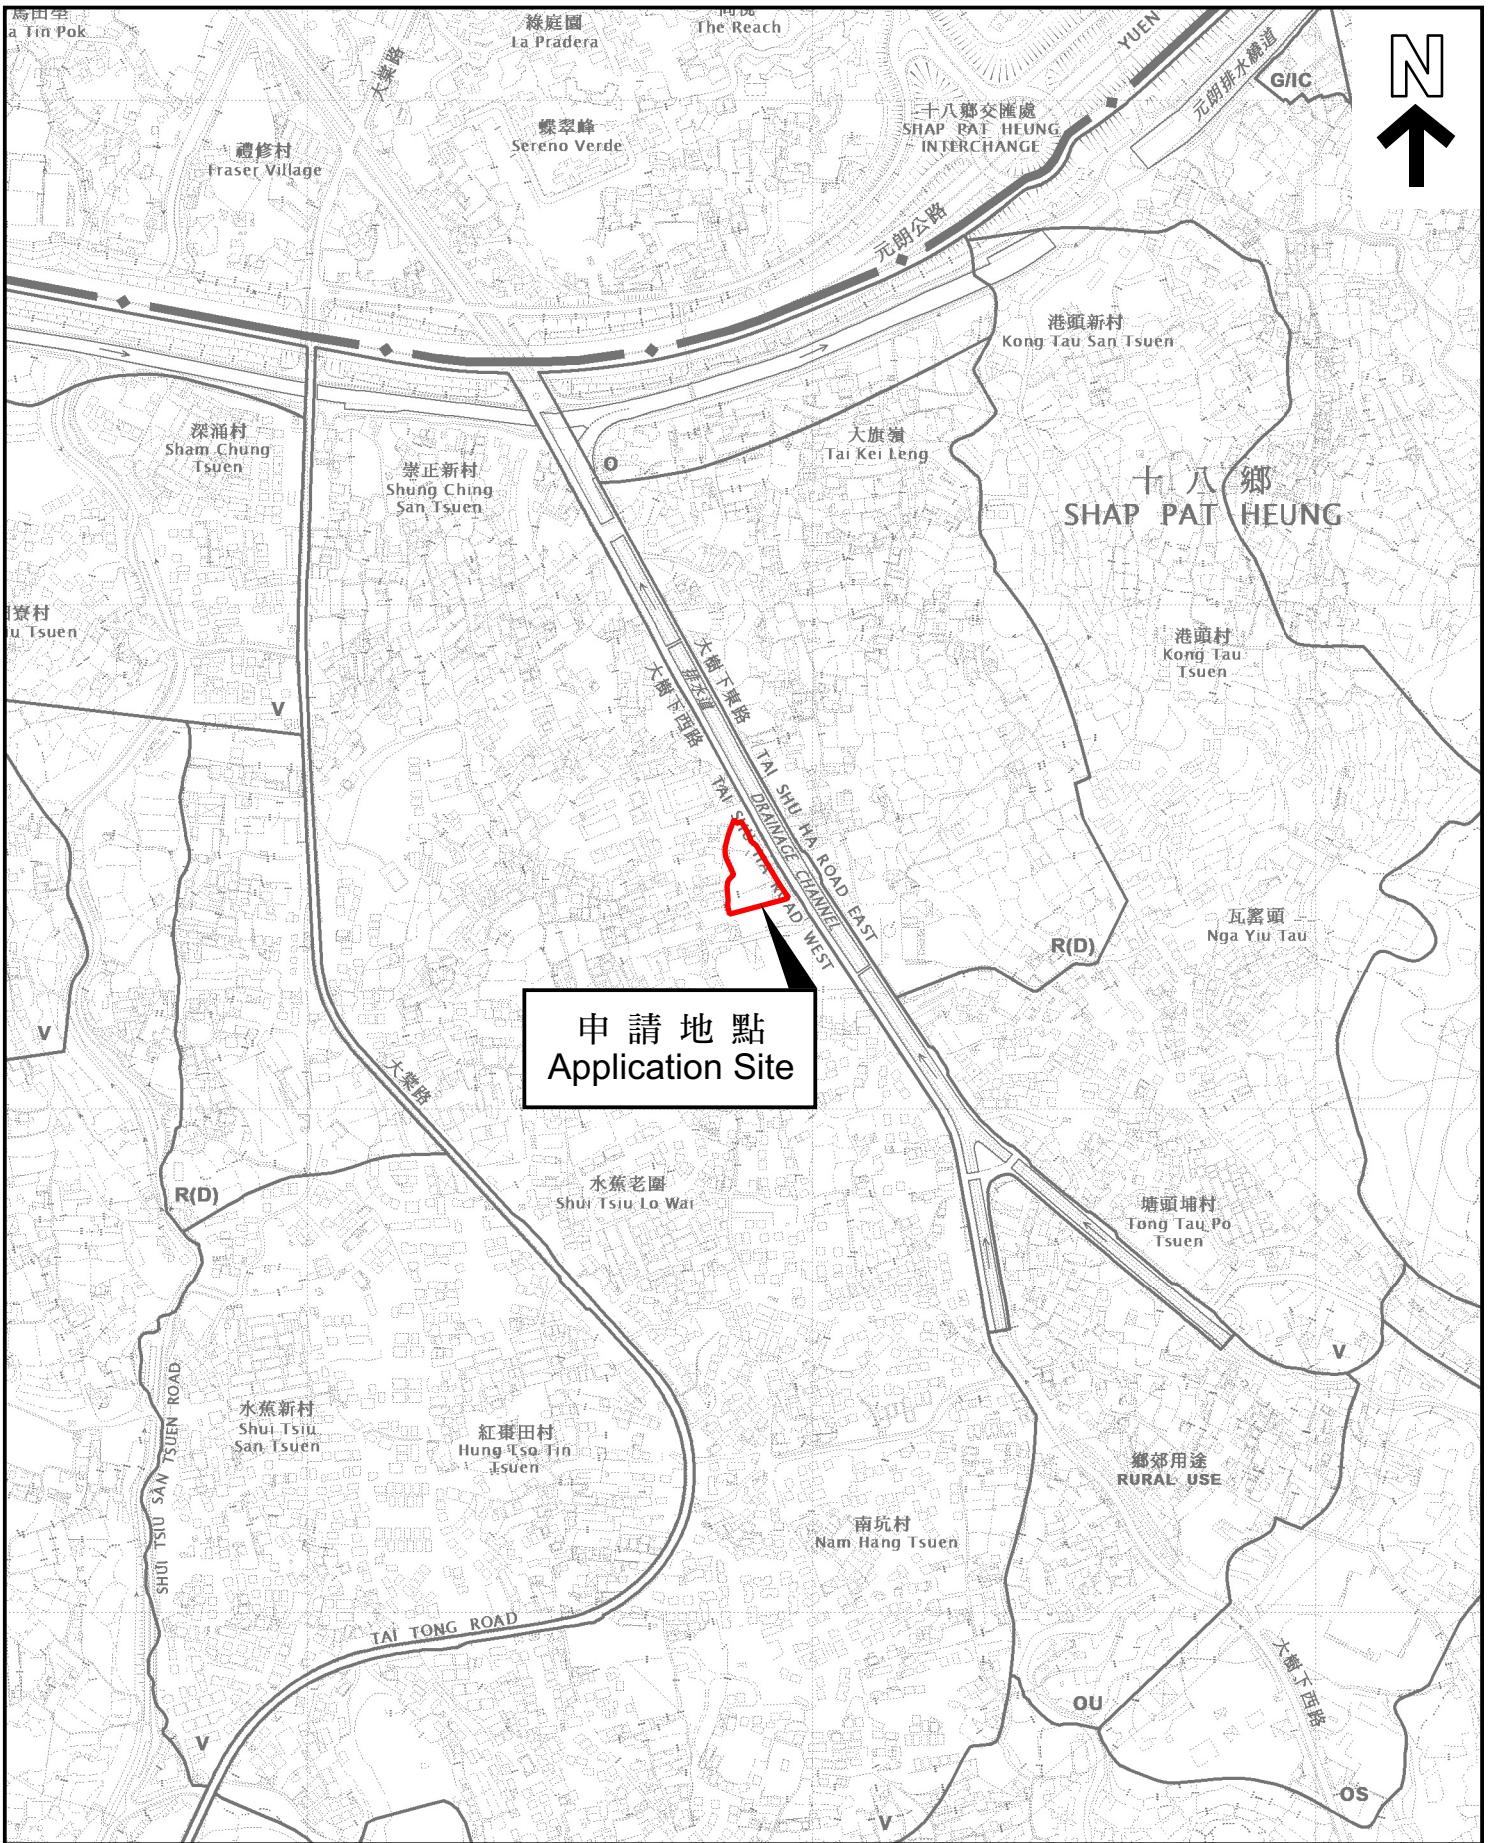 a Tin Pok
綠庭園
La Pradera
The Reach
YUEN
元朗排水繞道
G/IC
N
大棠路
十八鄉交匯處
SHAP PAT HEUNG
INTERCHANGE
蝶翠峰
Sereno Verde
禮修村
Fraser Village
元朗公路
港頭新村
Kong Tau San Tsuen
深涌村
Sham Chung
Tsuen
崇正新村
Shung Ching
San Tsuen
O
大旗嶺
Tai Kei Leng
十八鄉
SHAP PAT HEUNG
寮村
u Tsuen
港頭村
Kong Tau
Tsuen
V
大樹下東路
排水道
大樹下西路
TAI SHU HA ROAD EAST
DRAINAGE CHANNEL
TAI SHU HA ROAD WEST
瓦窰頭
Nga Yiu Tau
R(D)
V
申請地點
Application Site
大棠路
水蕉老圍
Shui Tsiu Lo Wai
R(D)
塘頭埔村
Tong Tau Po
Tsuen
V
SHUI TSIU SAN TSUEN ROAD
水蕉新村
Shui Tsiu
San Tsuen
紅棗田村
Hung Tso Tin
Tsuen
鄉郊用途
RURAL USE
南坑村
Nam Hang Tsuen
TAI TONG ROAD
大樹下西路
OU
V
OS
V